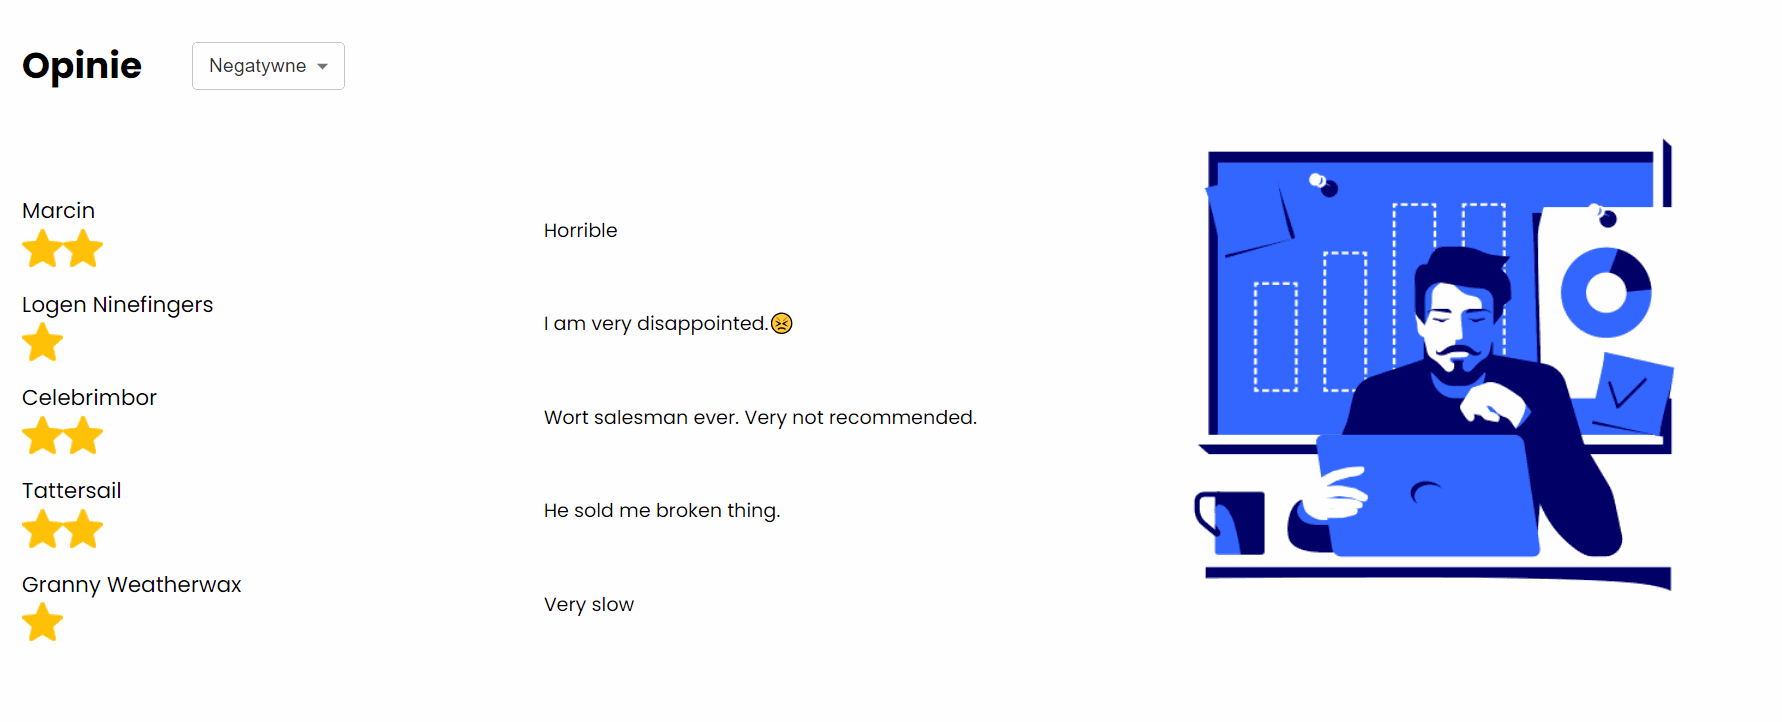 Opinie
Negatywne
Marcin
Horrible
Logen Ninefingers
I am very disappointed.😣
Celebrimbor
Wort salesman ever. Very not recommended.
Tattersail
He sold me broken thing.
Granny Weatherwax
Very slow